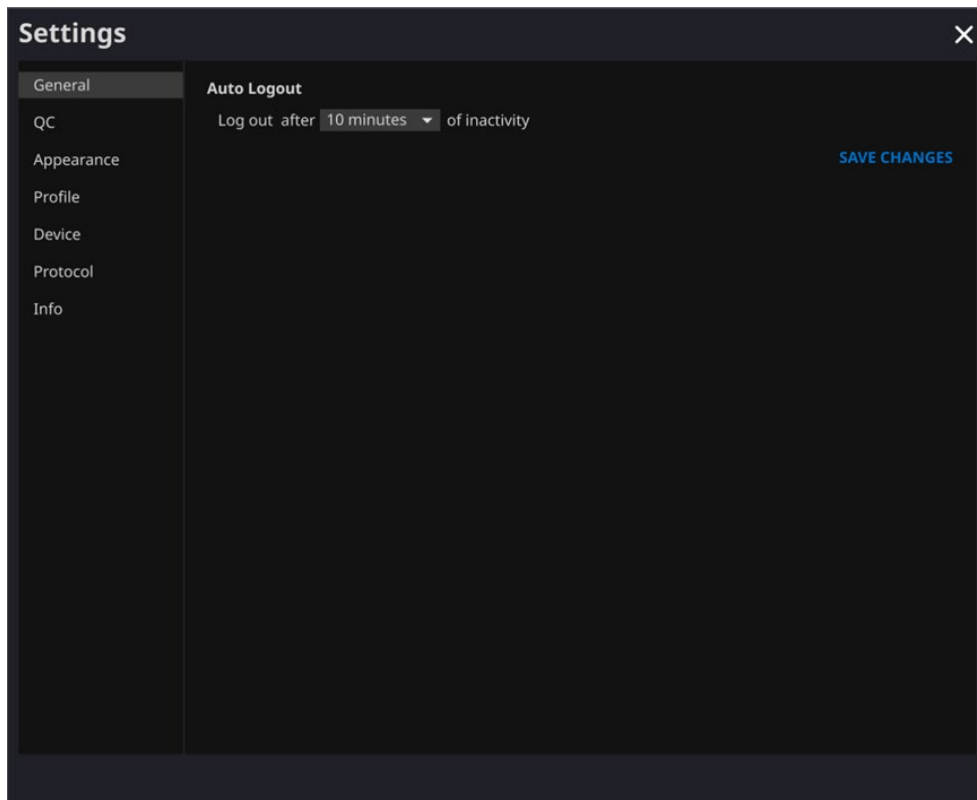 Settings
General
QC
Appearance
Profile
Device
Protocol
Info
Auto Logout
Log out after 10 minutes of inactivity
SAVE CHANGES